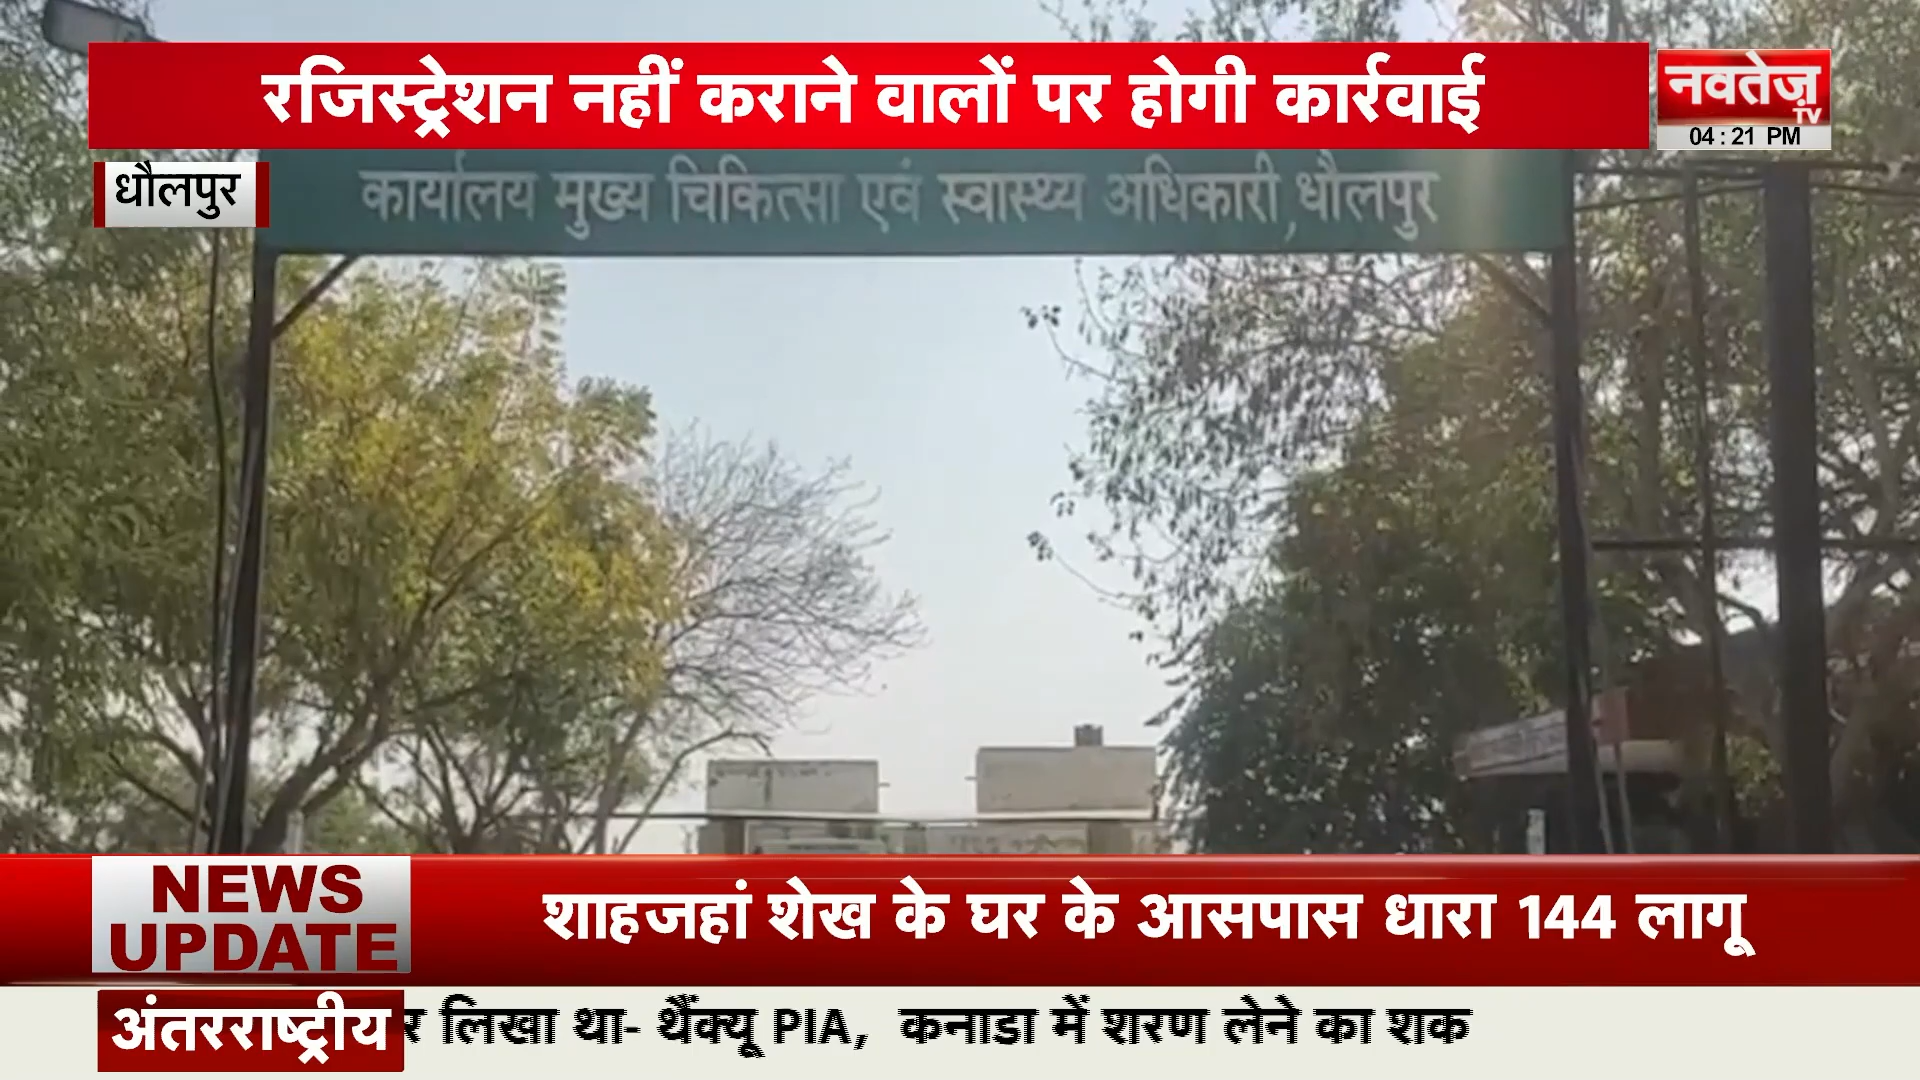 रजिस्ट्रेशन नहीं कराने वालों पर होगी कार्रवाई
नवतेज़ TV
04 : 21 PM
धौलपुर
कार्यालय मुख्य चिकित्सा एवं स्वास्थ्य अधिकारी, धौलपुर
NEWS
UPDATE
शाहजहां शेख के घर के आसपास धारा 144 लागू
अंतरराष्ट्रीय
र लिखा था- थैंक्यू PIA, कनाडा में शरण लेने का शक